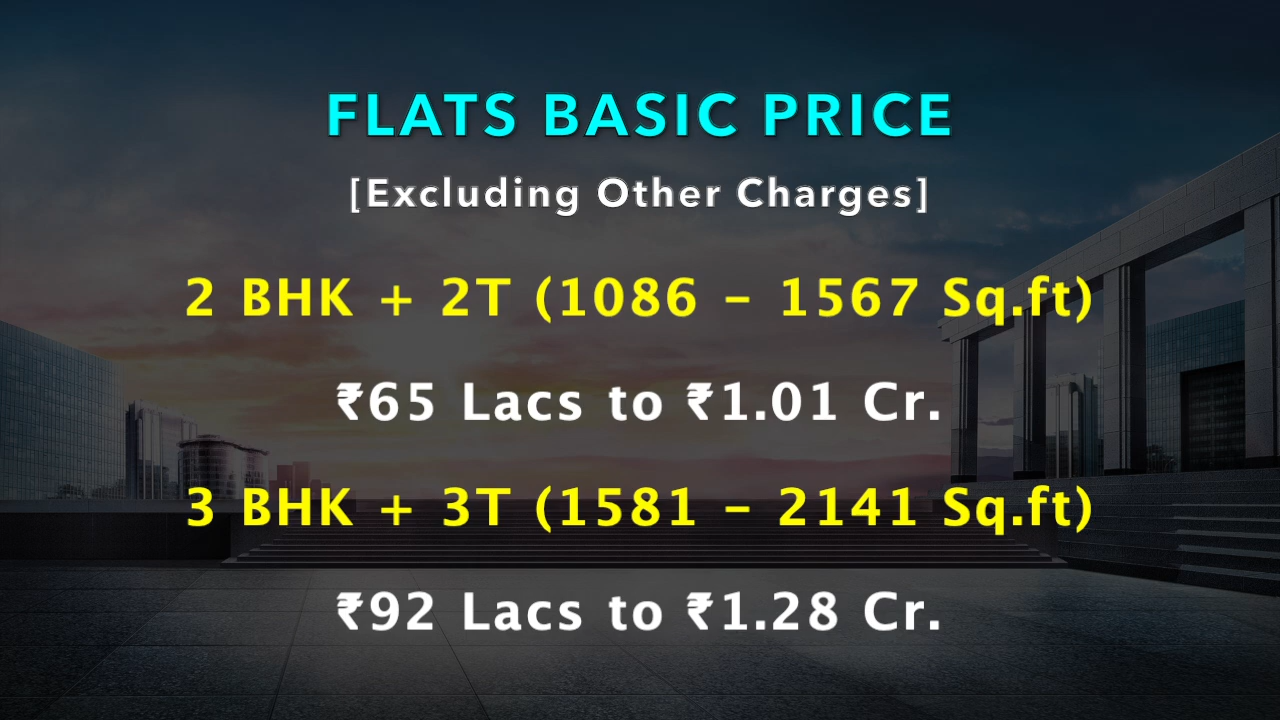 FLATS BASIC PRICE
[Excluding Other Charges]
2 BHK + 2T (1086 – 1567 Sq.ft)
₹65 Lacs to ₹1.01 Cr.
3 BHK + 3T (1581 – 2141 Sq.ft)
₹92 Lacs to ₹1.28 Cr.